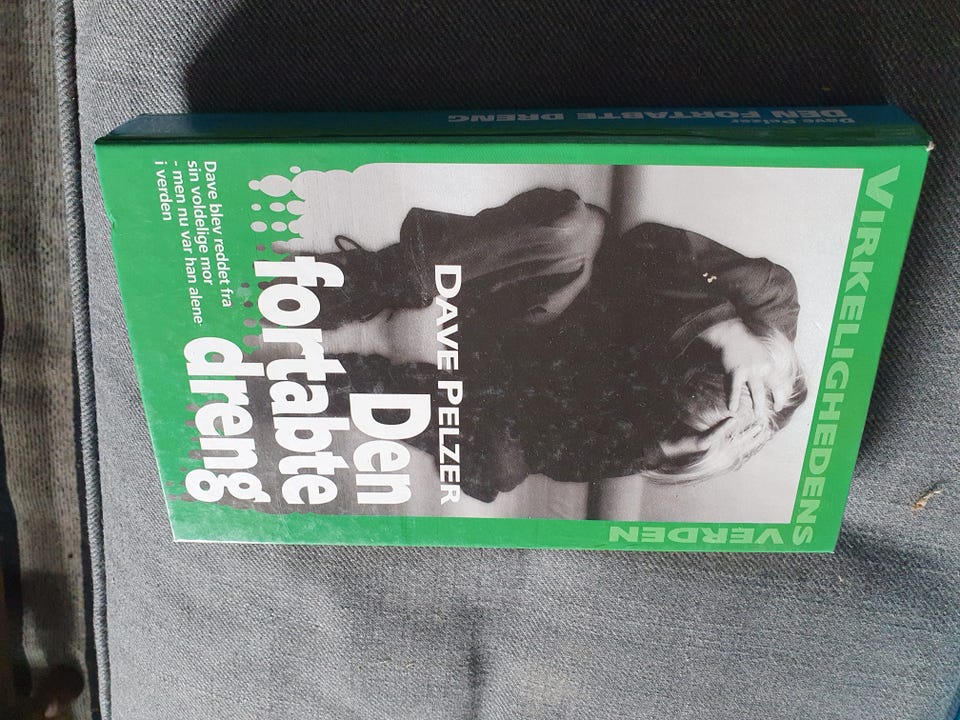 VIRKELIGHEDENS VERDEN
DAVE PELZER
Den
fortabte
dreng
Dave blev reddet fra
sin voldelige mor
- men nu var han alene
i verden
Dave Pelzer
DEN FORTABTE DRENG